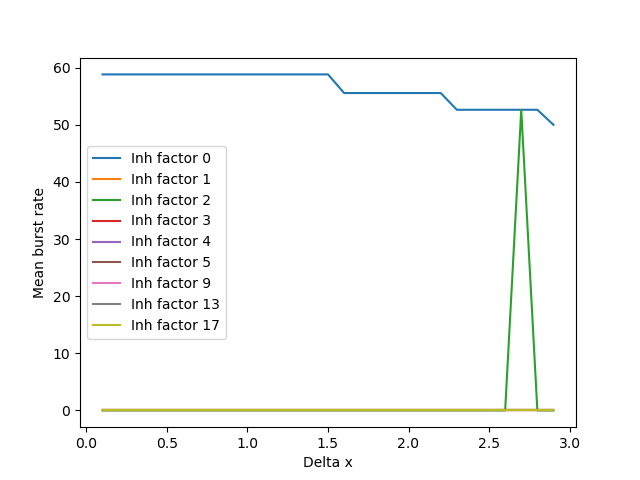 60
50
40
30
20
10
0
Mean burst rate
Inh factor 0
Inh factor 1
Inh factor 2
Inh factor 3
Inh factor 4
Inh factor 5
Inh factor 9
Inh factor 13
Inh factor 17
0.0 0.5 1.0 1.5 2.0 2.5 3.0
Delta x